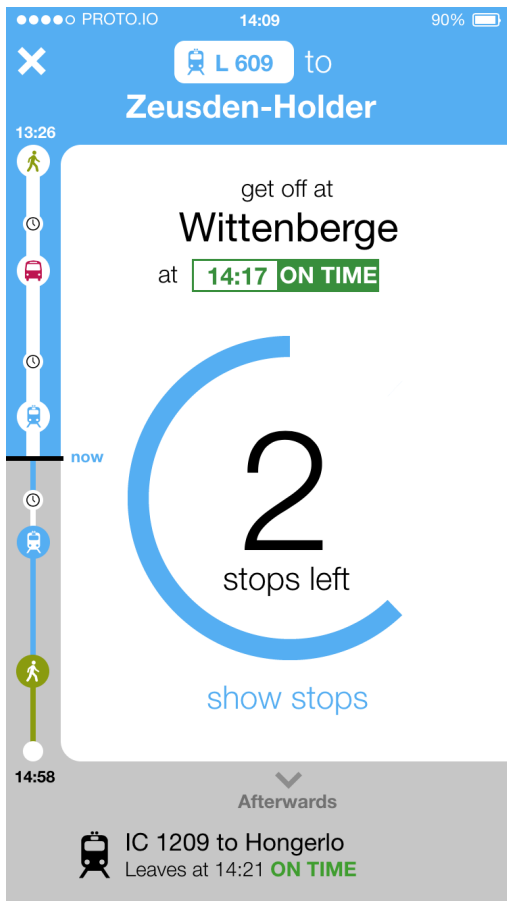 PROTO.IO 14:09 90%
L 609 to
Zeusden-Holder
13:26
get off at
Wittenberge
at 14:17 ON TIME
now
2
stops left
show stops
14:58
Afterwards
IC 1209 to Hongerlo
Leaves at 14:21 ON TIME